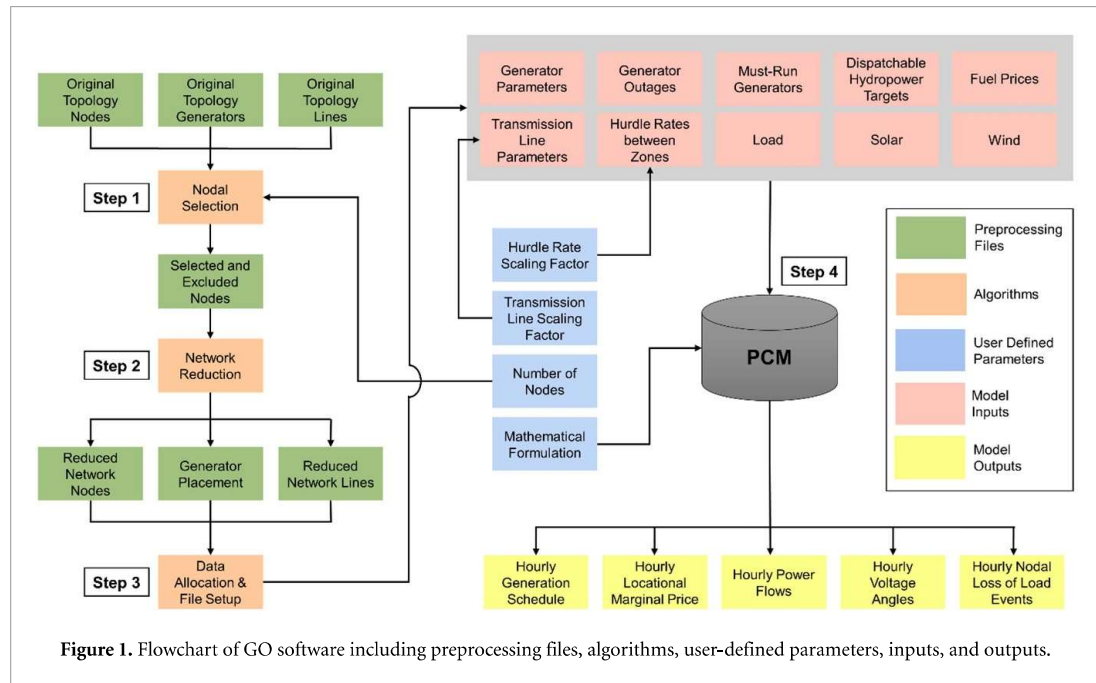 Original
Topology
Nodes
Original
Topology
Generators
Original
Topology
Lines
Step 1
Nodal
Selection
Selected and
Excluded
Nodes
Step 2
Network
Reduction
Reduced
Network
Nodes
Generator
Placement
Reduced
Network Lines
Step 3
Data
Allocation &
File Setup
Generator
Parameters
Generator
Outages
Must-Run
Generators
Dispatchable
Hydropower
Targets
Fuel Prices
Transmission
Line
Parameters
Hurdle Rates
between
Zones
Load
Solar
Wind
Hurdle Rate
Scaling Factor
Transmission
Line Scaling
Factor
Number of
Nodes
Mathematical
Formulation
Step 4
PCM
Preprocessing
Files
Algorithms
User Defined
Parameters
Model
Inputs
Model
Outputs
Hourly
Generation
Schedule
Hourly
Locational
Marginal Price
Hourly Power
Flows
Hourly
Voltage
Angles
Hourly Nodal
Loss of Load
Events
Figure 1. Flowchart of GO software including preprocessing files, algorithms, user-defined parameters, inputs, and outputs.